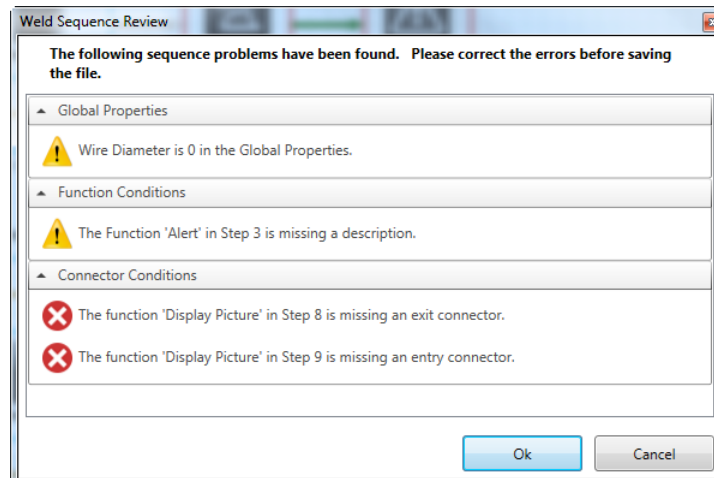 Weld Sequence Review
The following sequence problems have been found. Please correct the errors before saving
the file.
Global Properties
Wire Diameter is 0 in the Global Properties.
Function Conditions
The Function 'Alert' in Step 3 is missing a description.
Connector Conditions
The function 'Display Picture' in Step 8 is missing an exit connector.
The function 'Display Picture' in Step 9 is missing an entry connector.
Ok
Cancel